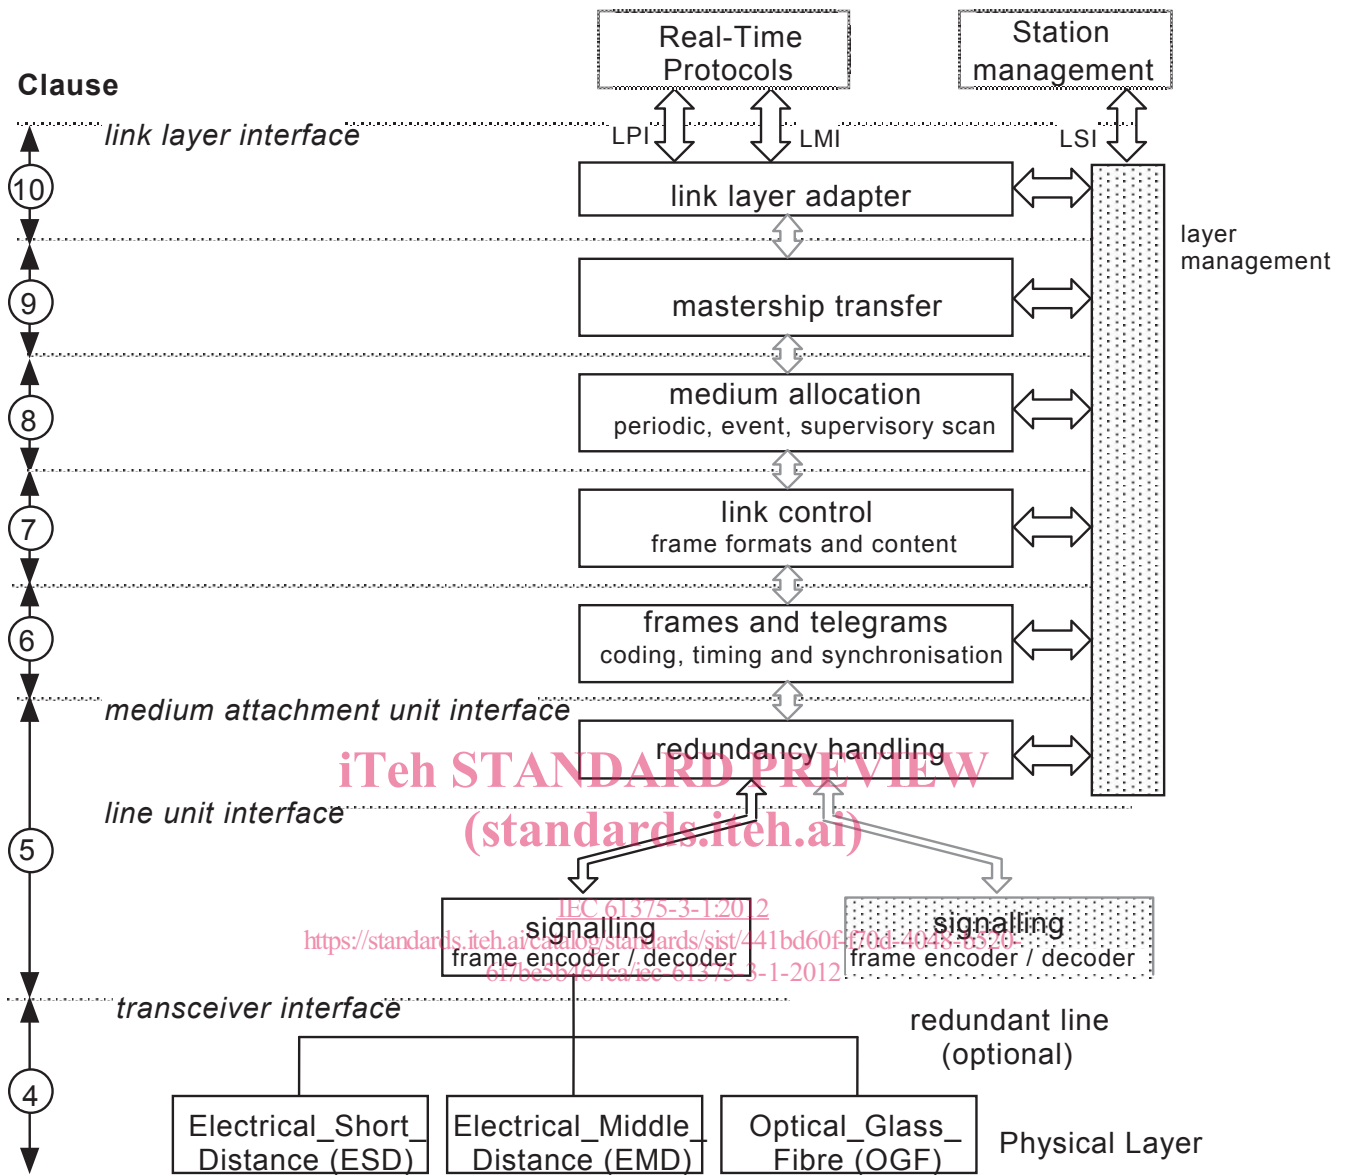 Real-Time
Protocols
Station
management
Clause
link layer interface
LPI
LMI
LSI
10
link layer adapter
layer
management
9
mastership transfer
8
medium allocation
periodic, event, supervisory scan
7
link control
frame formats and content
6
frames and telegrams
coding, timing and synchronisation
medium attachment unit interface
redundancy handling
iTeh STANDARD PREVIEW
line unit interface
(standards.iteh.ai)
5
IEC 61375-3-1:2012
signalling
frame encoder / decoder
signalling
frame encoder / decoder
https://standards.iteh.ai/catalog/standards/sist/441bd60f-f70d-4048-b520-
6f7be5b464ca/iec-61375-3-1-2012
transceiver interface
redundant line
(optional)
4
Electrical_Short_
Distance (ESD)
Electrical_Middle_
Distance (EMD)
Optical_Glass_
Fibre (OGF)
Physical Layer